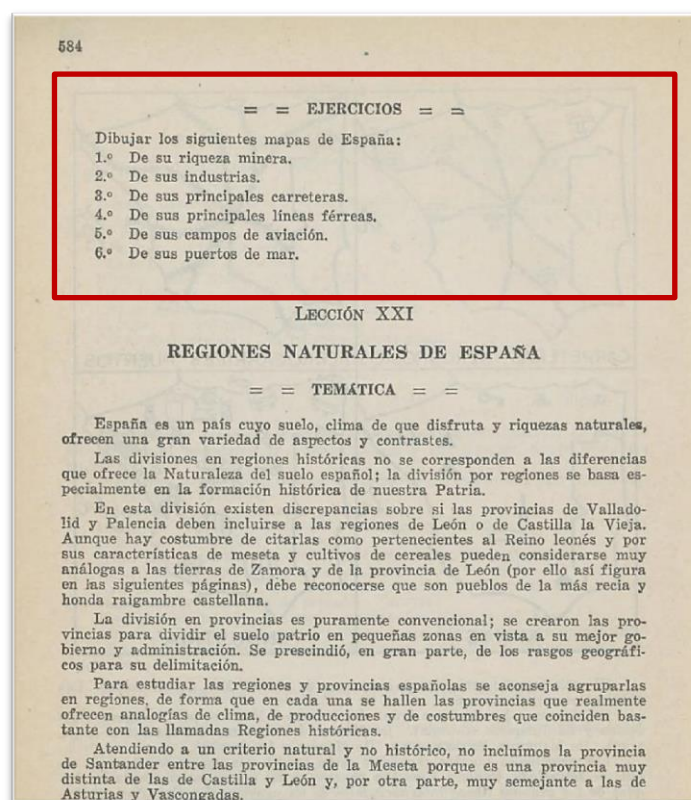 584
= = EJERCICIOS = =
Dibujar los siguientes mapas de España:
1.º De su riqueza minera.
2.º De sus industrias.
3.º De sus principales carreteras.
4.º De sus principales líneas férreas.
5.º De sus campos de aviación.
6.º De sus puertos de mar.
LECCIÓN XXI
REGIONES NATURALES DE ESPAÑA
= = TEMÁTICA = =
España es un país cuyo suelo, clima de que disfruta y riquezas naturales,
ofrecen una gran variedad de aspectos y contrastes.
Las divisiones en regiones históricas no se corresponden a las diferencias
que ofrece la Naturaleza del suelo español; la división por regiones se basa es-
pecialmente en la formación histórica de nuestra Patria.
En esta división existen discrepancias sobre si las provincias de Vallado-
lid y Palencia deben incluirse a las regiones de León o de Castilla la Vieja.
Aunque hay costumbre de citarlas como pertenecientes al Reino leonés y por
sus características de meseta y cultivos de cereales pueden considerarse muy
análogas a las tierras de Zamora y de la provincia de León (por ello así figura
en las siguientes páginas), debe reconocerse que son pueblos de la más recia y
honda raigambre castellana.
La división en provincias es puramente convencional; se crearon las pro-
vincias para dividir el suelo patrio en pequeñas zonas en vista a su mejor go-
bierno y administración. Se prescindió, en gran parte, de los rasgos geográfi-
cos para su delimitación.
Para estudiar las regiones y provincias españolas se aconseja agruparlas
en regiones, de forma que en cada una se hallen las provincias que realmente
ofrecen analogías de clima, de producciones y de costumbres que coinciden bas-
tante con las llamadas Regiones históricas.
Atendiendo a un criterio natural y no histórico, no incluímos la provincia
de Santander entre las provincias de la Meseta porque es una provincia muy
distinta de las de Castilla y León y, por otra parte, muy semejante a las de
Asturias y Vascongadas.